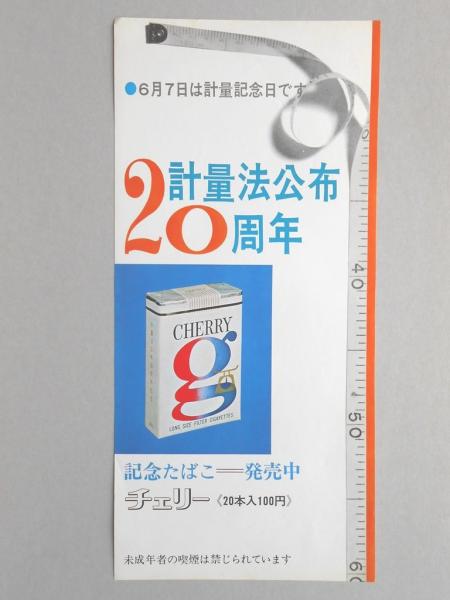 ●6月7日は計量記念日です
計量法公布
20周年
CHERRY
g
LONG SIZE FILTER CIGARETTES
記念たばこ——発売中
チェリー《20本入100円》
未成年者の喫煙は禁じられています
40
50
6